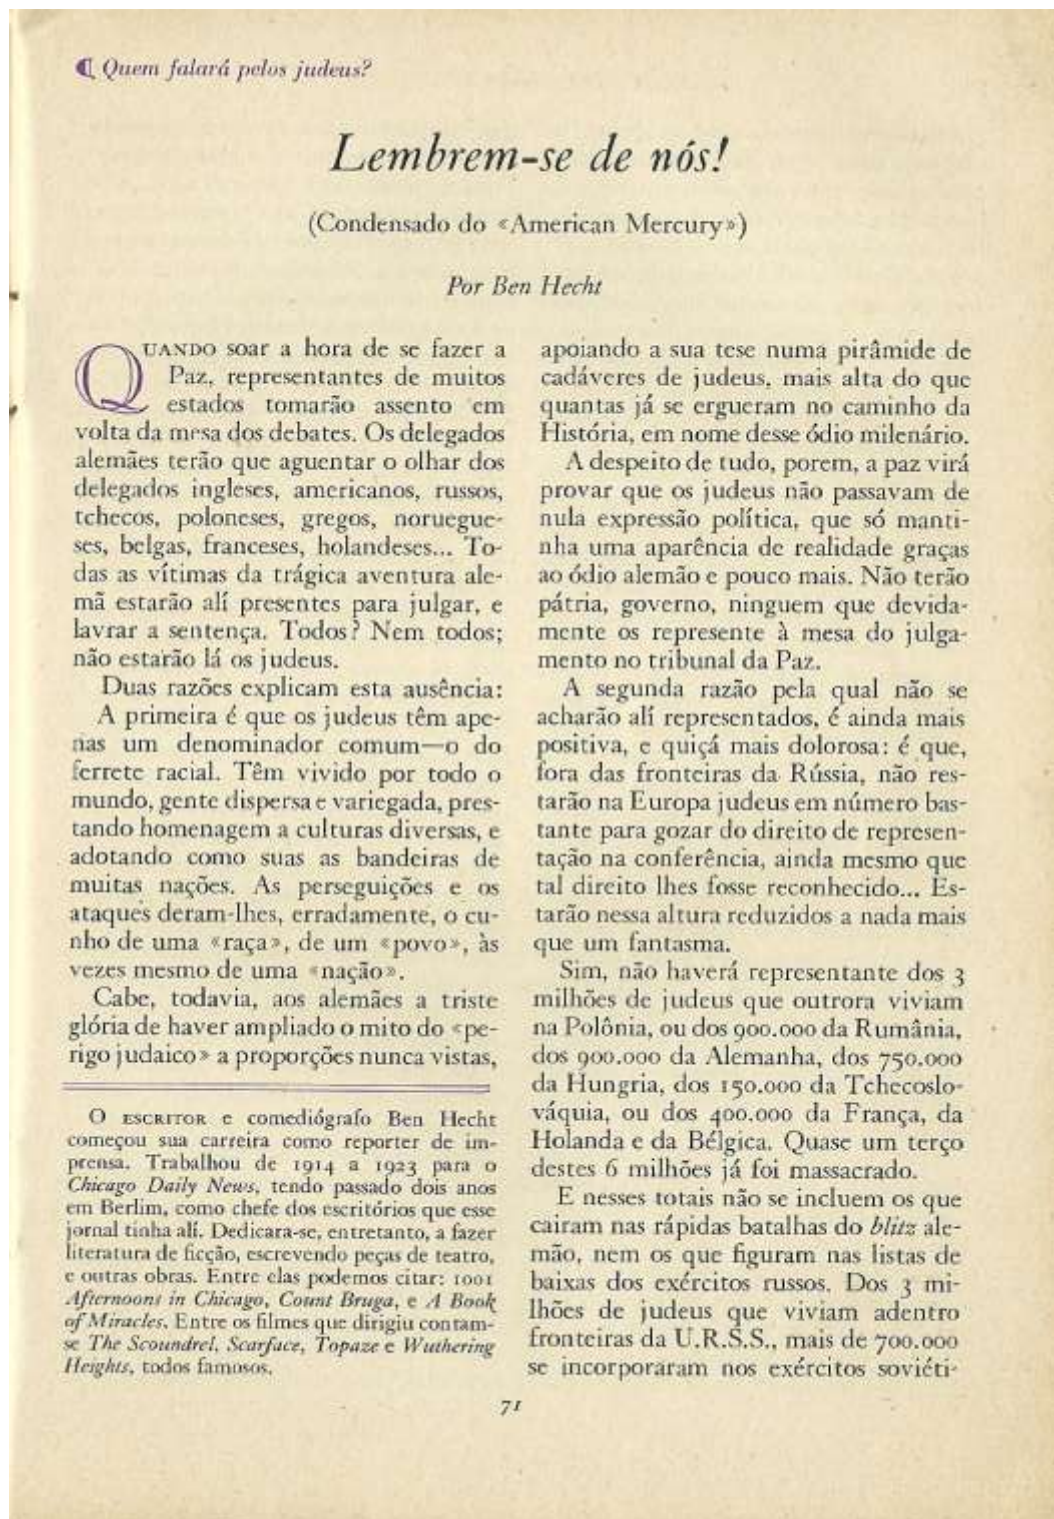 Quem falará pelos judeus?
Lembrem-se de nós!
(Condensado do «American Mercury»)
Por Ben Hecht
QUANDO soar a hora de se fazer a
Paz, representantes de muitos
estados tomarão assento em
volta da mesa dos debates. Os delegados
alemães terão que aguentar o olhar dos
delegados ingleses, americanos, russos,
tchecos, poloneses, gregos, noruegue-
ses, belgas, franceses, holandeses... To-
das as vítimas da trágica aventura ale-
mã estarão alí presentes para julgar, e
lavrar a sentença. Todos? Nem todos;
não estarão lá os judeus.
Duas razões explicam esta ausência:
A primeira é que os judeus têm ape-
nas um denominador comum—o do
ferrete racial. Têm vivido por todo o
mundo, gente dispersa e variegada, pres-
tando homenagem a culturas diversas, e
adotando como suas as bandeiras de
muitas nações. As perseguições e os
ataques deram-lhes, erradamente, o cu-
nho de uma «raça», de um «povo», às
vezes mesmo de uma «nação».
Cabe, todavia, aos alemães a triste
glória de haver ampliado o mito do «pe-
rigo judaico» a proporções nunca vistas,
O ESCRITOR e comediógrafo Ben Hecht
começou sua carreira como reporter de im-
prensa. Trabalhou de 1914 a 1923 para o
Chicago Daily News, tendo passado dois anos
em Berlim, como chefe dos escritórios que esse
jornal tinha alí. Dedicara-se, entretanto, a fazer
literatura de ficção, escrevendo peças de teatro,
e outras obras. Entre elas podemos citar: 1001
Afternoons in Chicago, Count Bruga, e A Book
of Miracles. Entre os filmes que dirigiu contam-
se The Scoundrel, Scarface, Topaze e Wuthering
Heights, todos famosos.
apoiando a sua tese numa pirâmide de
cadáveres de judeus, mais alta do que
quantas já se ergueram no caminho da
História, em nome desse ódio milenário.
A despeito de tudo, porem, a paz virá
provar que os judeus não passavam de
nula expressão política, que só manti-
nha uma aparência de realidade graças
ao ódio alemão e pouco mais. Não terão
pátria, governo, ninguem que devida-
mente os represente à mesa do julga-
mento no tribunal da Paz.
A segunda razão pela qual não se
acharão alí representados, é ainda mais
positiva, e quiçá mais dolorosa: é que,
fora das fronteiras da Rússia, não res-
tarão na Europa judeus em número bas-
tante para gozar do direito de represen-
tação na conferência, ainda mesmo que
tal direito lhes fosse reconhecido... Es-
tarão nessa altura reduzidos a nada mais
que um fantasma.
Sim, não haverá representante dos 3
milhões de judeus que outrora viviam
na Polônia, ou dos 900.000 da Rumânia,
dos 900.000 da Alemanha, dos 750.000
da Hungria, dos 150.000 da Tchecoslo-
váquia, ou dos 400.000 da França, da
Holanda e da Bélgica. Quase um terço
destes 6 milhões já foi massacrado.
E nesses totais não se incluem os que
cairam nas rápidas batalhas do blitz ale-
mão, nem os que figuram nas listas de
baixas dos exércitos russos. Dos 3 mi-
lhões de judeus que viviam adentro
fronteiras da U.R.S.S., mais de 700.000
se incorporaram nos exércitos soviéti-
71